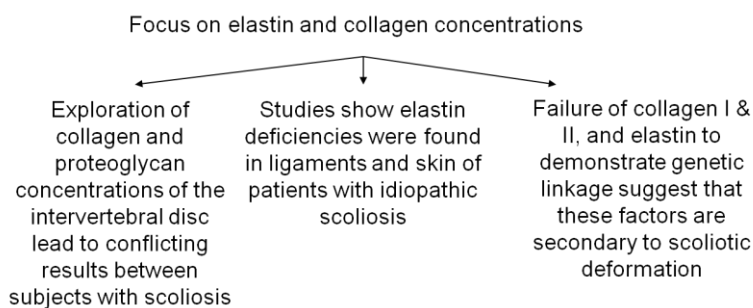 Focus on elastin and collagen concentrations
Exploration of
collagen and
proteoglycan
concentrations of the
intervertebral disc
lead to conflicting
results between
subjects with scoliosis
Studies show elastin
deficiencies were found
in ligaments and skin of
patients with idiopathic
scoliosis
Failure of collagen I &
II, and elastin to
demonstrate genetic
linkage suggest that
these factors are
secondary to scoliotic
deformation